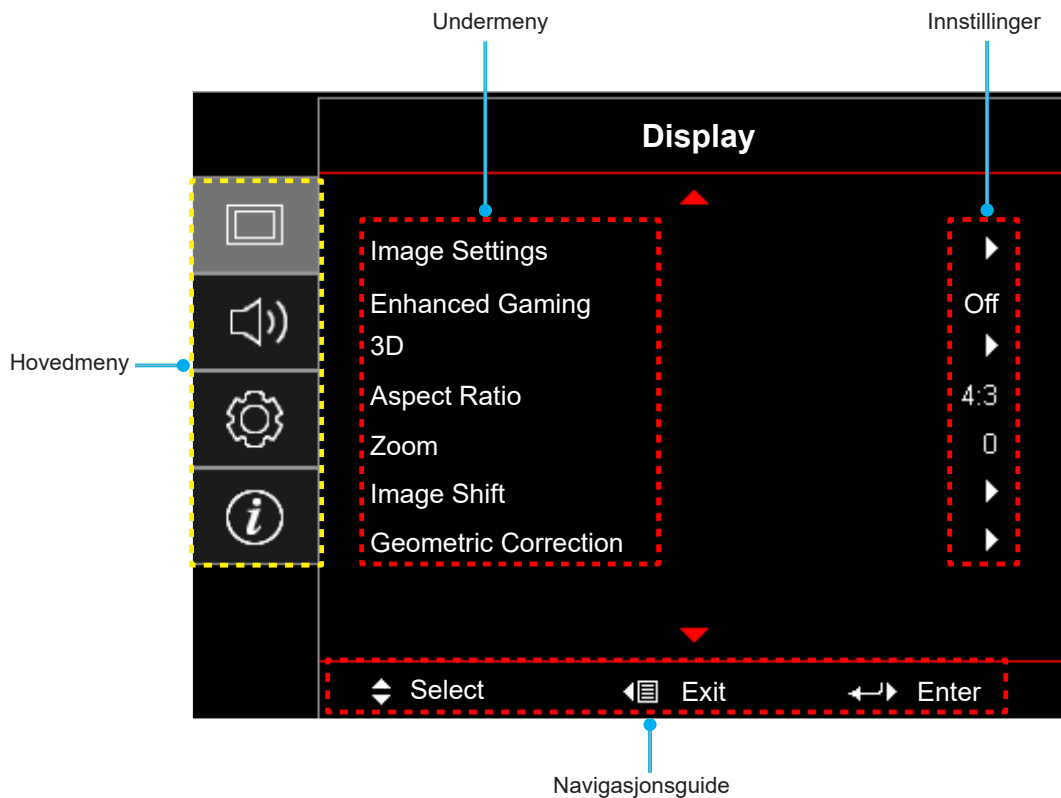 Undermeny
Innstillinger
Display
Image Settings
Enhanced Gaming Off
3D
Hovedmeny
Aspect Ratio 4:3
Zoom 0
Image Shift
Geometric Correction
Select Exit Enter
Navigasjonsguide